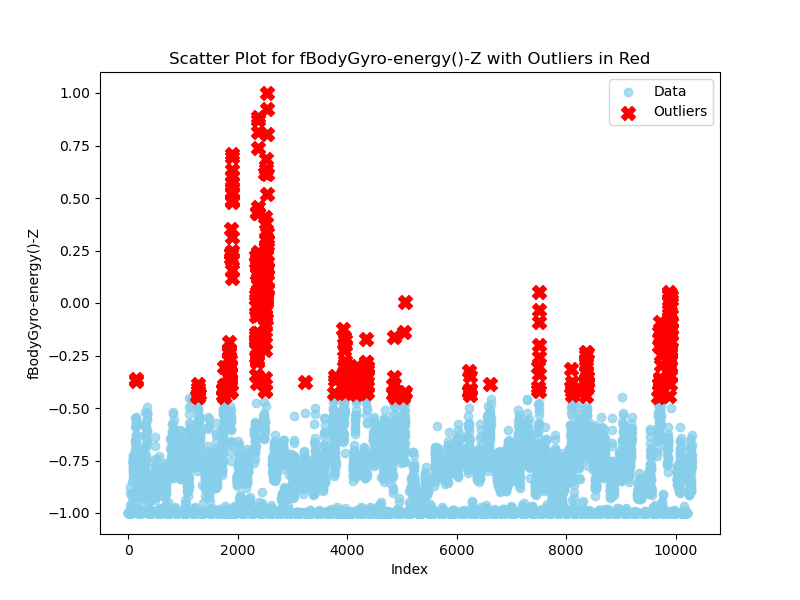 Scatter Plot for fBodyGyro-energy()-Z with Outliers in Red
Data
Outliers
1.00
0.75
0.50
0.25
0.00
−0.25
−0.50
−0.75
−1.00
fBodyGyro-energy()-Z
0 2000 4000 6000 8000 10000
Index